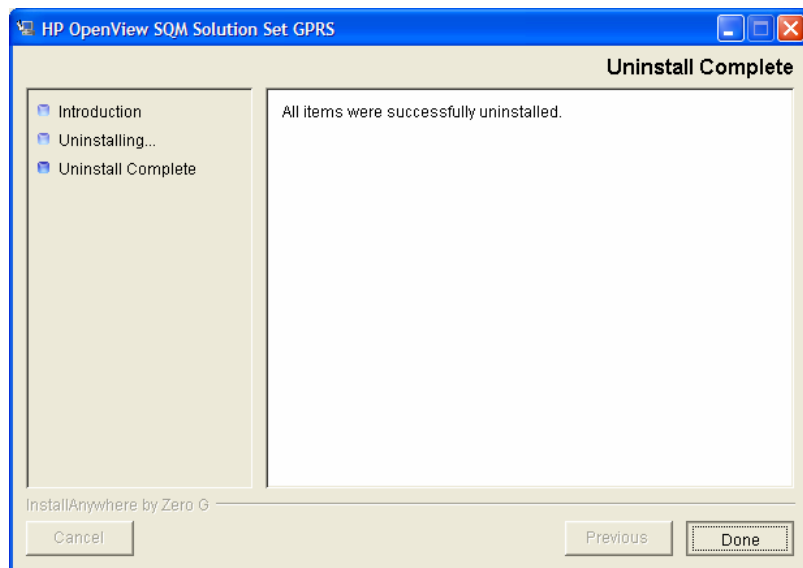 HP OpenView SQM Solution Set GPRS
Uninstall Complete
Introduction
Uninstalling...
Uninstall Complete
All items were successfully uninstalled.
InstallAnywhere by Zero G
Cancel
Previous
Done